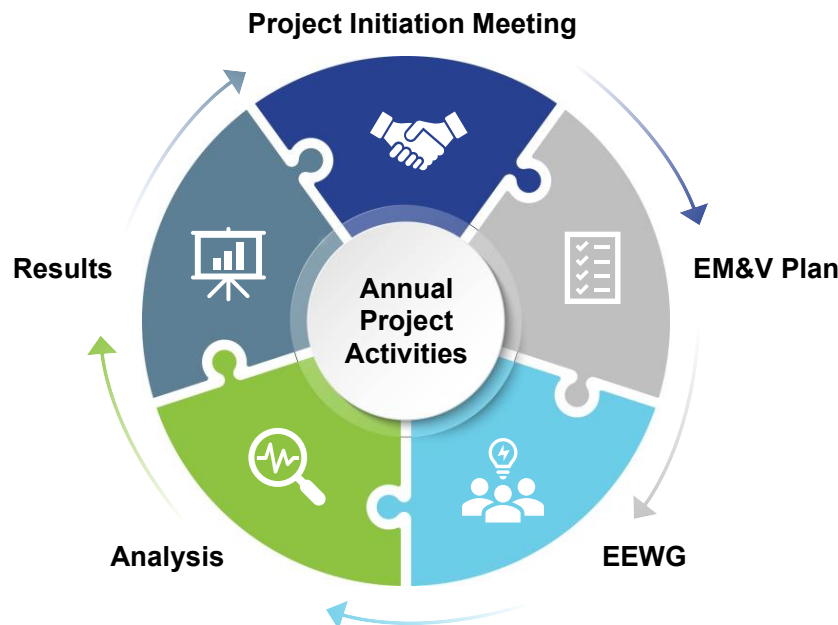 Project Initiation Meeting
Results
Annual
Project
Activities
EM&V Plan
Analysis
EEWG